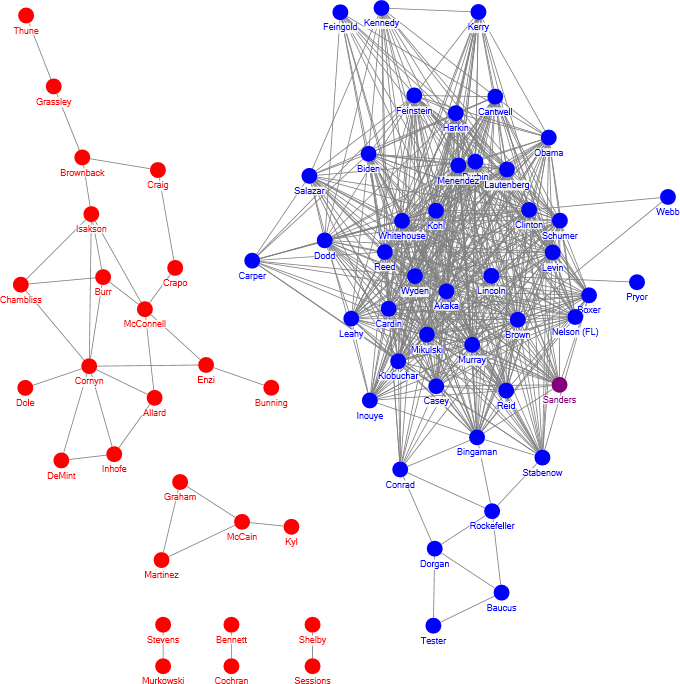 Feingold
Kennedy
Kerry
Thune
Grassley
Feinstein
Cantwell
Harkin
Obama
Brownback
Craig
Biden
Menendez
Lautenberg
Salazar
Webb
Isakson
Whitehouse
Kohl
Clinton
Schumer
Dodd
Reed
Levin
Carper
Crapo
Chambliss
Burr
Wyden
Akaka
Lincoln
Pryor
Boxer
McConnell
Leahy
Cardin
Brown
Nelson (FL)
Mikulski
Murray
Cornyn
Enzi
Klobuchar
Dole
Allard
Bunning
Inouye
Casey
Reid
Sanders
DeMint
Inhofe
Bingaman
Conrad
Stabenow
Graham
McCain
Kyl
Rockefeller
Martinez
Dorgan
Baucus
Stevens
Bennett
Shelby
Tester
Murkowski
Cochran
Sessions